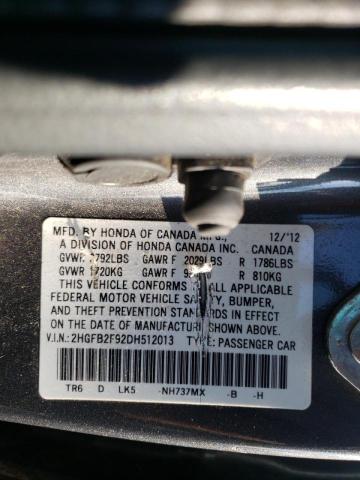 MFD. BY HONDA OF CANADA MFG., 12/'12
A DIVISION OF HONDA CANADA INC. CANADA
GVWR 3792LBS GAWR F 2029LBS R 1786LBS
GVWR 1720KG GAWR F R 810KG
THIS VEHICLE CONFORMS TO ALL APPLICABLE
FEDERAL MOTOR VEHICLE SAFETY, BUMPER,
AND THEFT PREVENTION STANDARDS IN EFFECT
ON THE DATE OF MANUFACTURE SHOWN ABOVE.
V.I.N.: 2HGFB2F92DH512013 TYPE: PASSENGER CAR
TR6 D LK5 -NH737MX -B -H